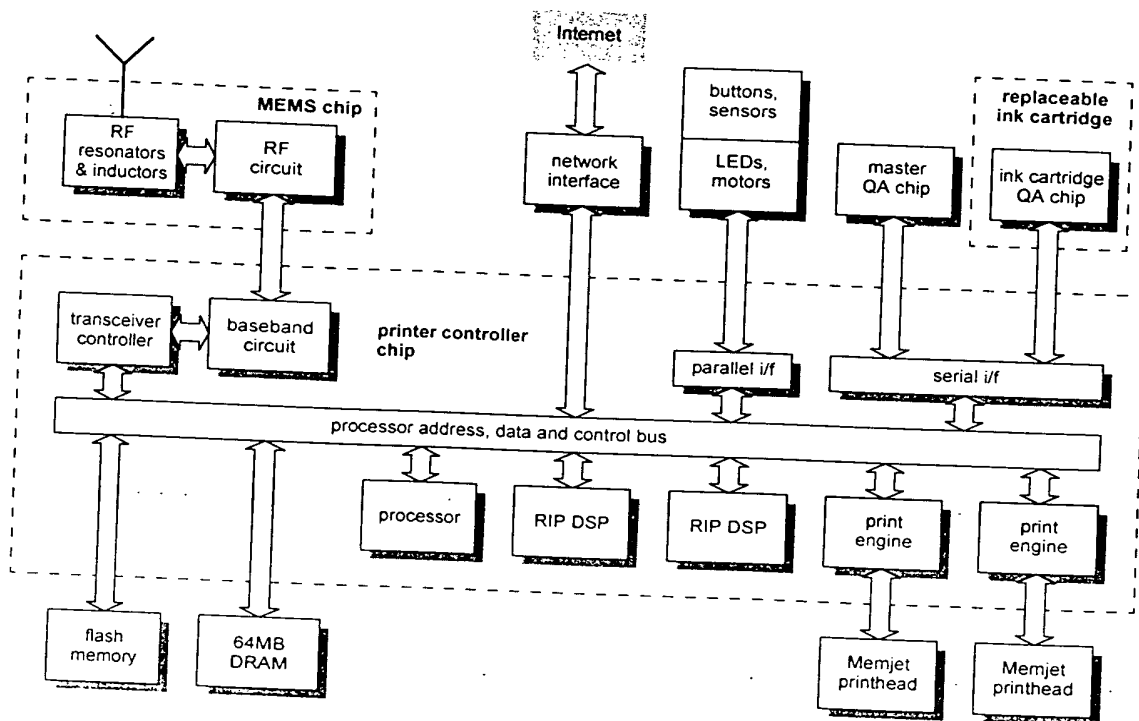 Internet
MEMS chip
RF
resonators
& inductors
RF
circuit
network
interface
buttons,
sensors
LEDs,
motors
master
QA chip
replaceable
ink cartridge
ink cartridge
QA chip
transceiver
controller
baseband
circuit
printer controller
chip
parallel i/f
serial i/f
processor address, data and control bus
processor
RIP DSP
RIP DSP
print
engine
print
engine
flash
memory
64MB
DRAM
Memjet
printhead
Memjet
printhead